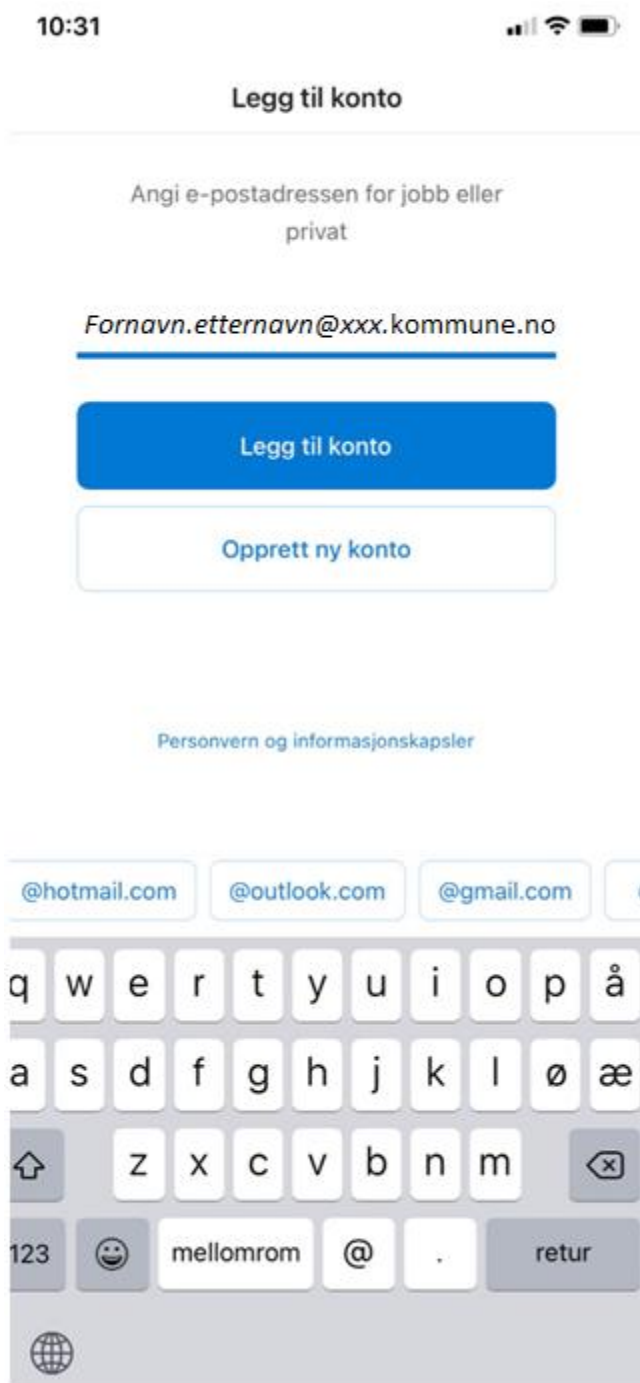 10:31
Legg til konto
Angi e-postadressen for jobb eller
privat
Fornavn.etternavn@xxx.kommune.no
Legg til konto
Opprett ny konto
Personvern og informasjonskapsler
@hotmail.com @outlook.com @gmail.com
q w e r t y u i o p å
a s d f g h j k l ø æ
z x c v b n m
123 mellomrom @ . retur